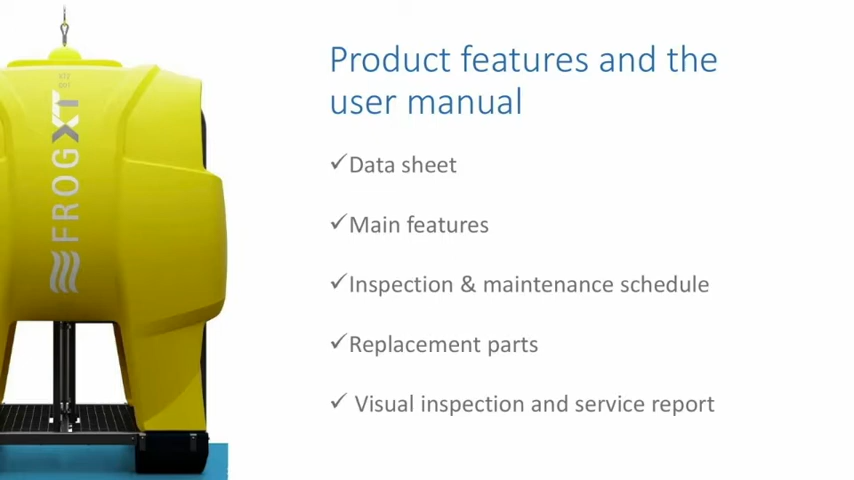 Product features and the
user manual
✓Data sheet
✓Main features
✓Inspection & maintenance schedule
✓Replacement parts
✓ Visual inspection and service report
FROGXT